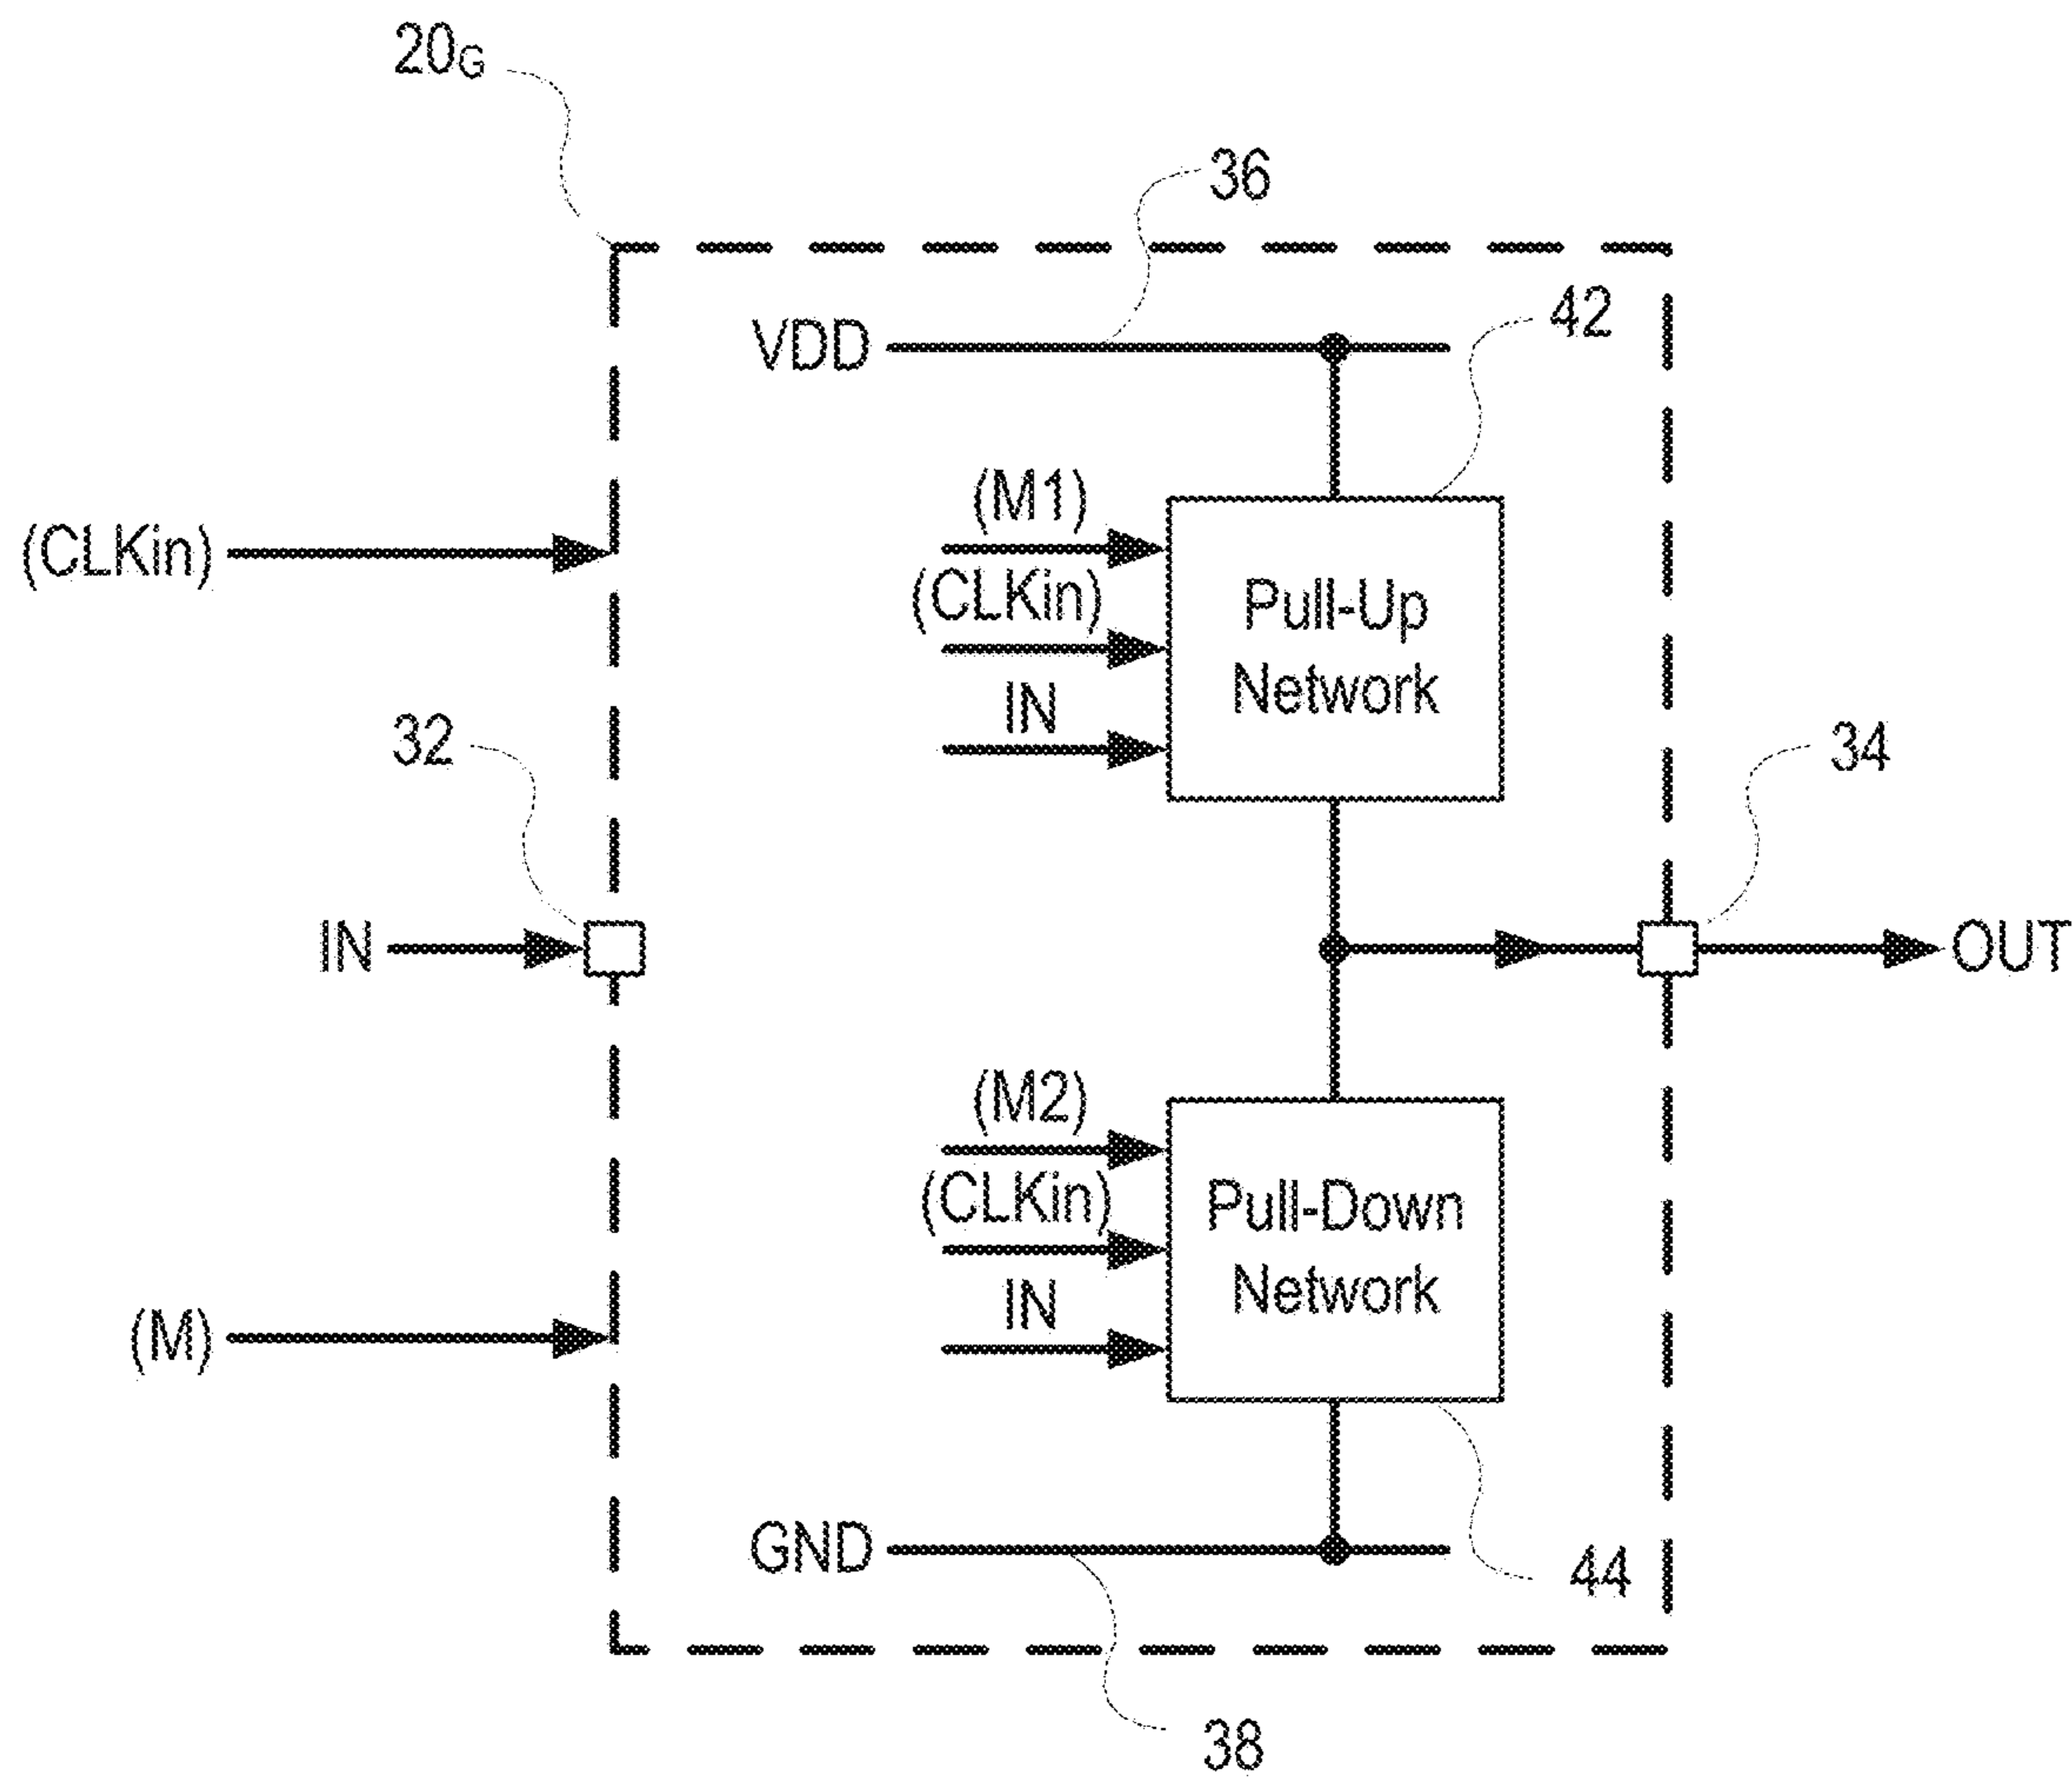 20G
36
42
VDD
(M1)
(CLKin)
(CLKin)
Pull-Up
Network
IN
32
34
IN
OUT
(M2)
(CLKin)
Pull-Down
Network
IN
(M)
GND
44
38